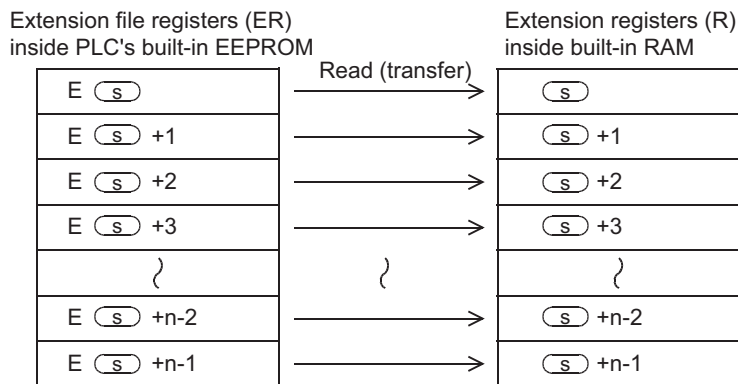 Extension file registers (ER)
inside PLC's built-in EEPROM
Extension registers (R)
inside built-in RAM
Read (transfer)
E s
s
E s +1
s +1
E s +2
s +2
E s +3
s +3
E s +n-2
s +n-2
E s +n-1
s +n-1